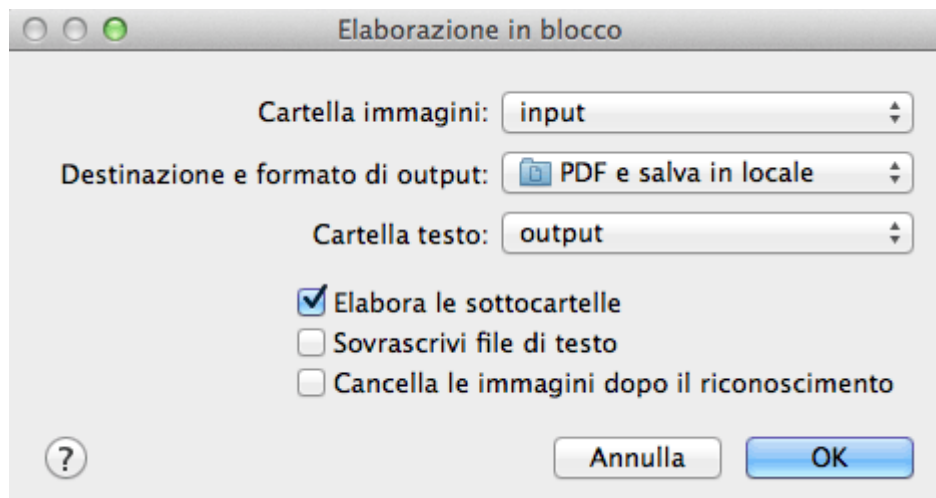 Elaborazione in blocco
Cartella immagini: input
Destinazione e formato di output: PDF e salva in locale
Cartella testo: output
Elabora le sottocartelle
Sovrascrivi file di testo
Cancella le immagini dopo il riconoscimento
? Annulla OK